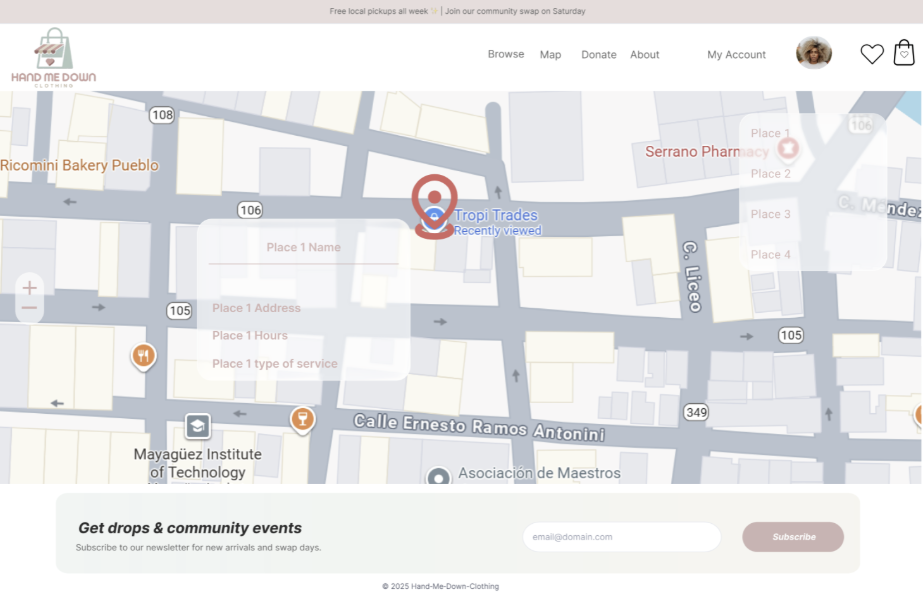 Free local pickups all week ✨ | Join our community swap on Saturday
HAND ME DOWN
CLOTHING
Browse
Map
Donate
About
My Account
108
Ricomini Bakery Pueblo
106
Tropi Trades
Recently viewed
Serrano Pharmacy
106
Place 1
Place 2
Place 3
Place 4
C. Mendez
Place 1 Name
Place 1 Address
Place 1 Hours
Place 1 type of service
+
−
105
C. Liceo
105
349
Calle Ernesto Ramos Antonini
Mayagüez Institute
of Technology
Asociación de Maestros
Get drops & community events
Subscribe to our newsletter for new arrivals and swap days.
email@domain.com
Subscribe
© 2025 Hand-Me-Down-Clothing